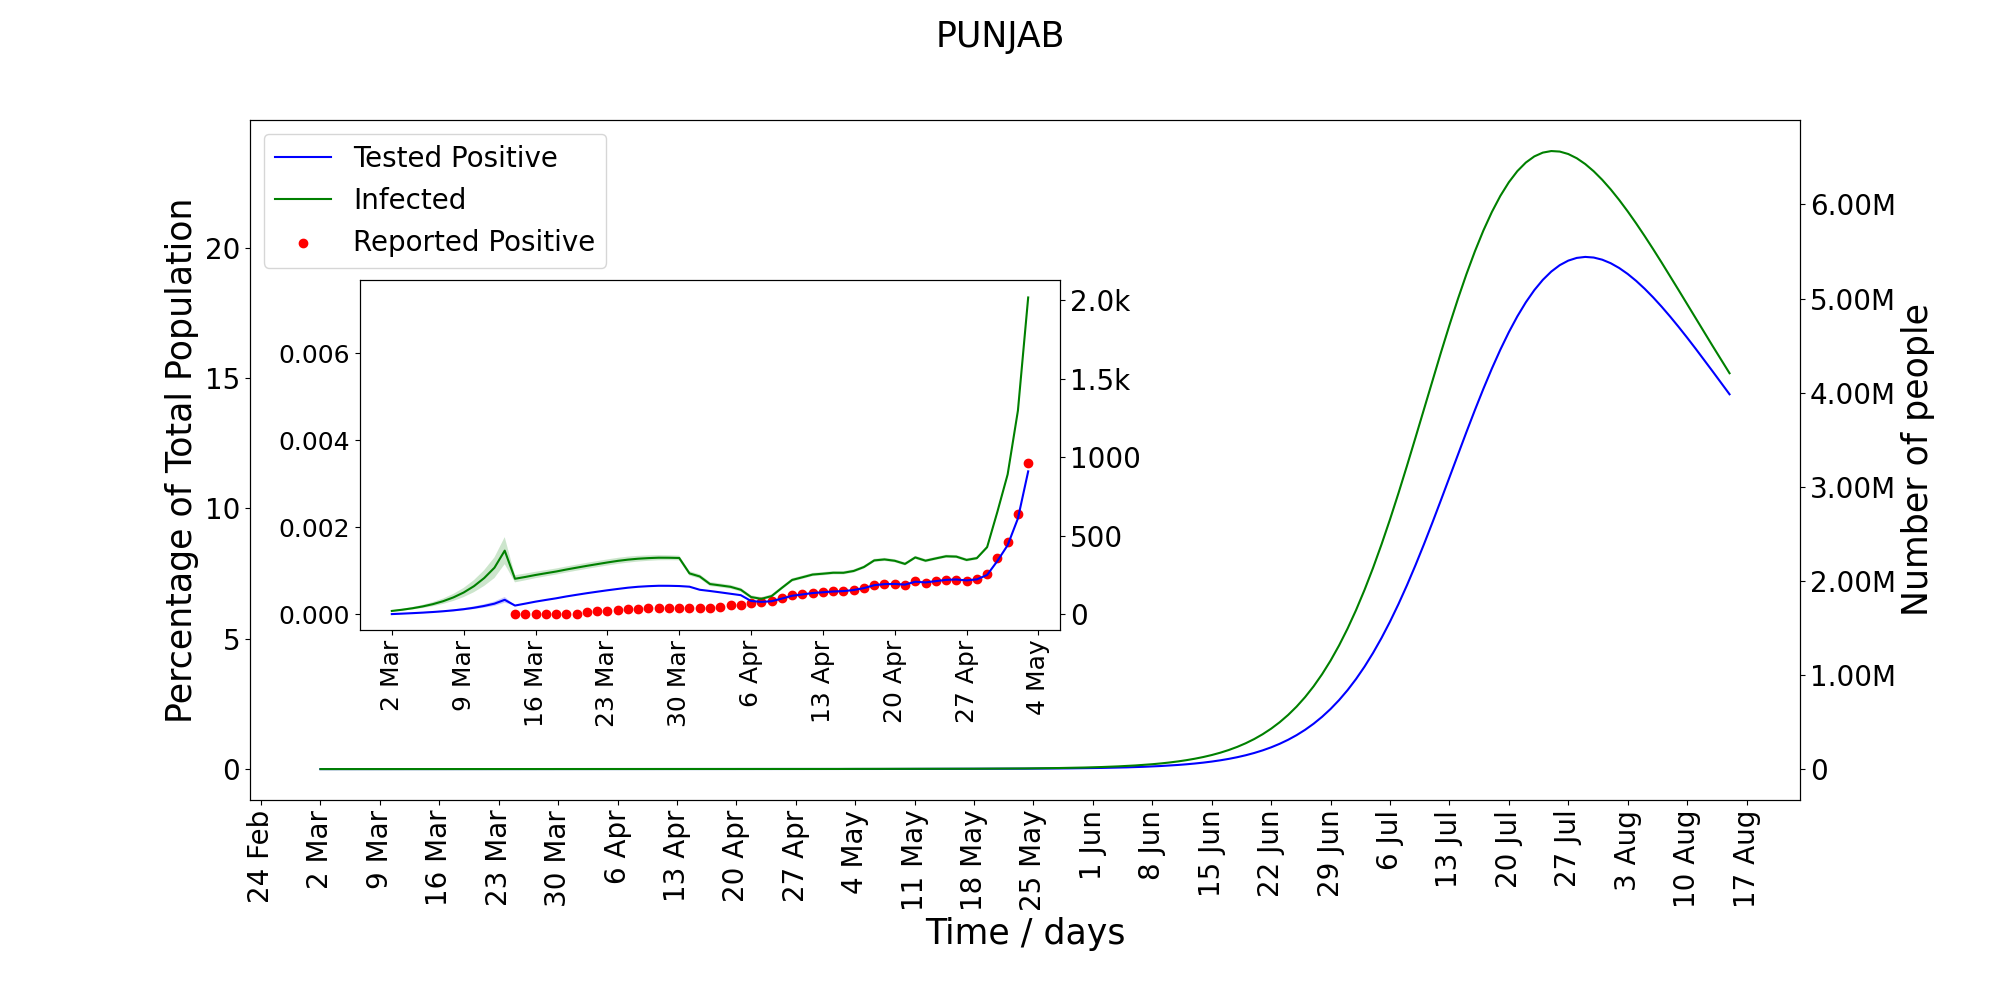 PUNJAB
Tested Positive
Infected
Reported Positive
Percentage of Total Population
20
15
10
5
0
6.00M
5.00M
4.00M
3.00M
2.00M
1.00M
0
Number of people
0.006
0.004
0.002
0.000
2.0k
1.5k
1000
500
0
2 Mar
9 Mar
16 Mar
23 Mar
30 Mar
6 Apr
13 Apr
20 Apr
27 Apr
4 May
24 Feb
2 Mar
9 Mar
16 Mar
23 Mar
30 Mar
6 Apr
13 Apr
20 Apr
27 Apr
4 May
11 May
18 May
25 May
1 Jun
8 Jun
15 Jun
22 Jun
29 Jun
6 Jul
13 Jul
20 Jul
27 Jul
3 Aug
10 Aug
17 Aug
Time / days